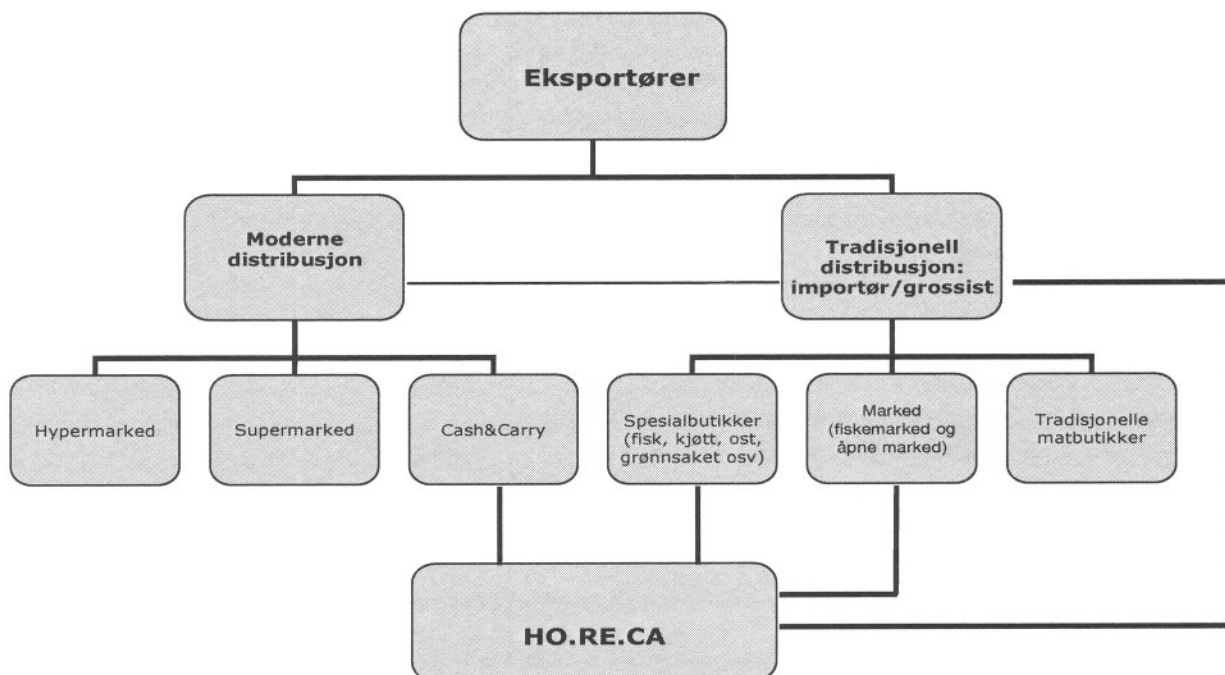 Eksportører
Moderne
distribusjon
Tradisjonell
distribusjon:
importør/grossist
Hypermarked
Supermarked
Cash&Carry
Spesialbutikker
(fisk, kjøtt, ost,
grønnsaket osv)
Marked
(fiskemarked og
åpne marked)
Tradisjonelle
matbutikker
HO.RE.CA